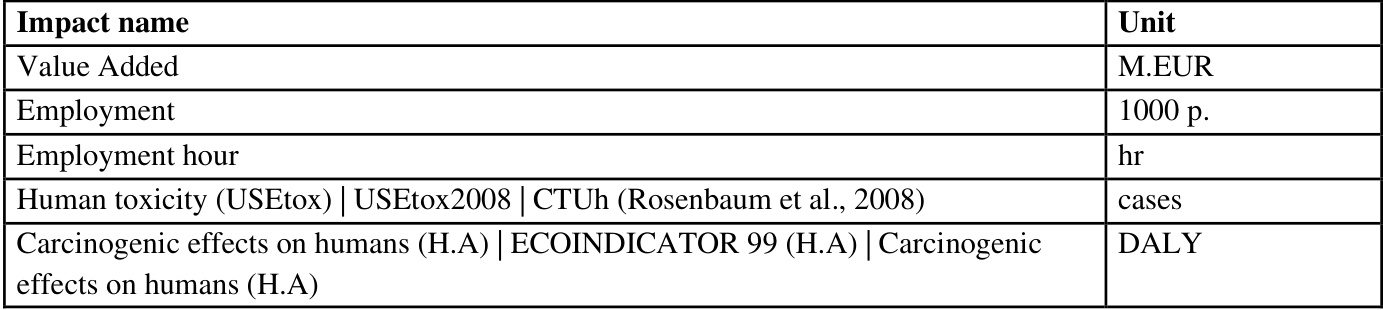 Impact name Unit
Value Added M.EUR
Employment 1000 p.
Employment hour hr
Human toxicity (USEtox) | USEtox2008 | CTUh (Rosenbaum et al., 2008) cases
Carcinogenic effects on humans (H.A) | ECOINDICATOR 99 (H.A) | Carcinogenic DALY
effects on humans (H.A)